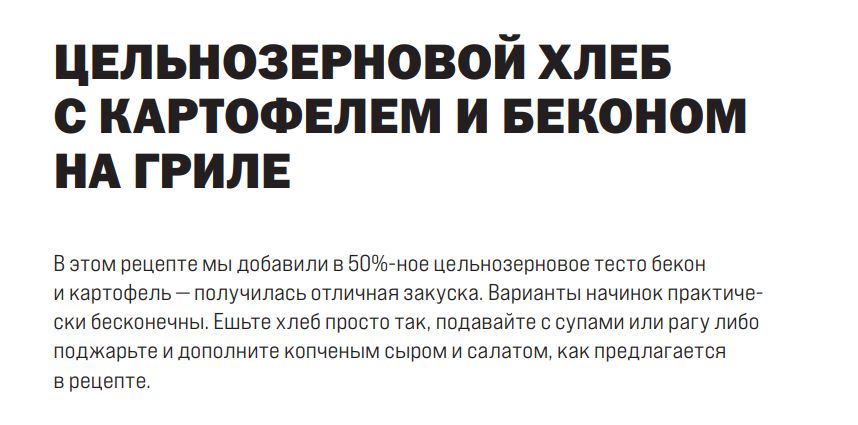 ЦЕЛЬНОЗЕРНОВОЙ ХЛЕБ
С КАРТОФЕЛЕМ И БЕКОНОМ
НА ГРИЛЕ
В этом рецепте мы добавили в 50%-ное цельнозерновое тесто бекон
и картофель — получилась отличная закуска. Варианты начинок практиче-
ски бесконечны. Ешьте хлеб просто так, подавайте с супами или рагу либо
поджарьте и дополните копченым сыром и салатом, как предлагается
в рецепте.